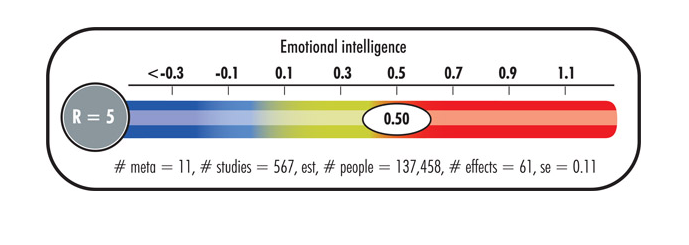 Emotional intelligence
<-0.3 -0.1 0.1 0.3 0.5 0.7 0.9 1.1
R = 5 0.50
# meta = 11, # studies = 567, est, # people = 137,458, # effects = 61, se = 0.11